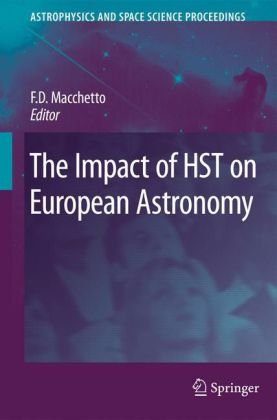 ASTROPHYSICS AND SPACE SCIENCE PROCEEDINGS
F.D. Macchetto
Editor
The Impact of HST on
European Astronomy
Springer